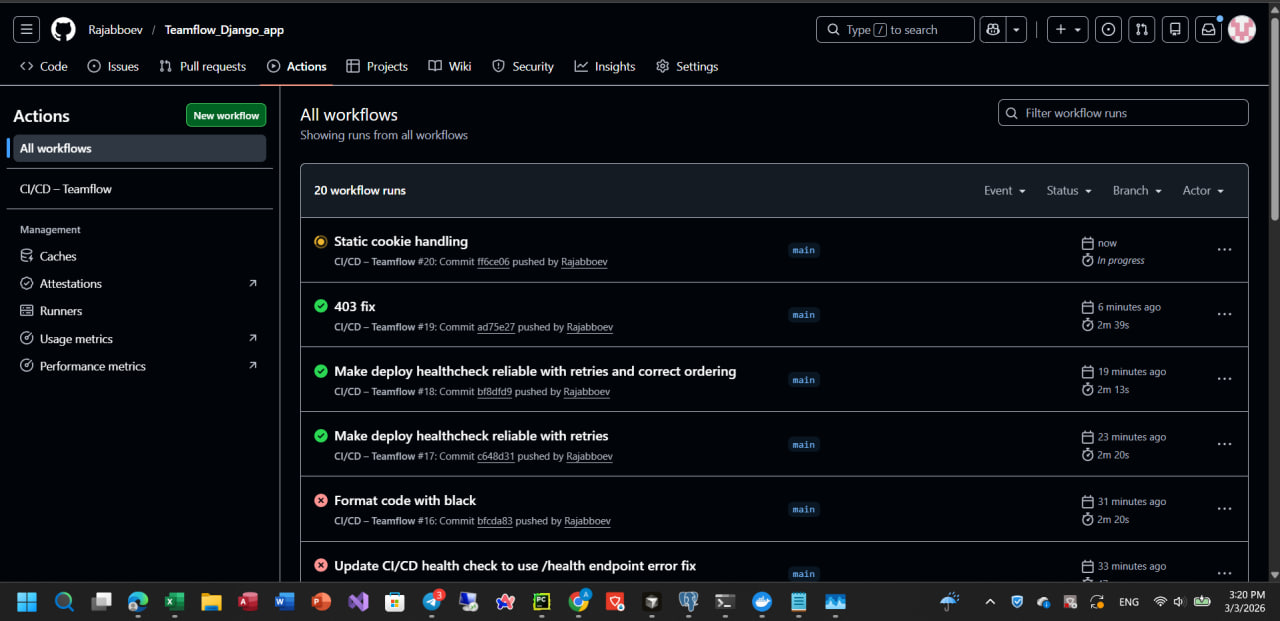 Rajabboev / Teamflow_Django_app
Type / to search
Code
Issues
Pull requests
Actions
Projects
Wiki
Security
Insights
Settings
Actions
New workflow
All workflows
CI/CD – Teamflow
Management
Caches
Attestations
Runners
Usage metrics
Performance metrics
All workflows
Showing runs from all workflows
Filter workflow runs
20 workflow runs
Event
Status
Branch
Actor
Static cookie handling
CI/CD – Teamflow #20: Commit ff6ce06 pushed by Rajabboev
main
now
In progress
403 fix
CI/CD – Teamflow #19: Commit ad75e27 pushed by Rajabboev
main
6 minutes ago
2m 39s
Make deploy healthcheck reliable with retries and correct ordering
CI/CD – Teamflow #18: Commit bf8dfd9 pushed by Rajabboev
main
19 minutes ago
2m 13s
Make deploy healthcheck reliable with retries
CI/CD – Teamflow #17: Commit c648d31 pushed by Rajabboev
main
23 minutes ago
2m 20s
Format code with black
CI/CD – Teamflow #16: Commit bfcda83 pushed by Rajabboev
main
31 minutes ago
2m 20s
Update CI/CD health check to use /health endpoint error fix
main
33 minutes ago
3
ENG
3:20 PM
3/3/2026